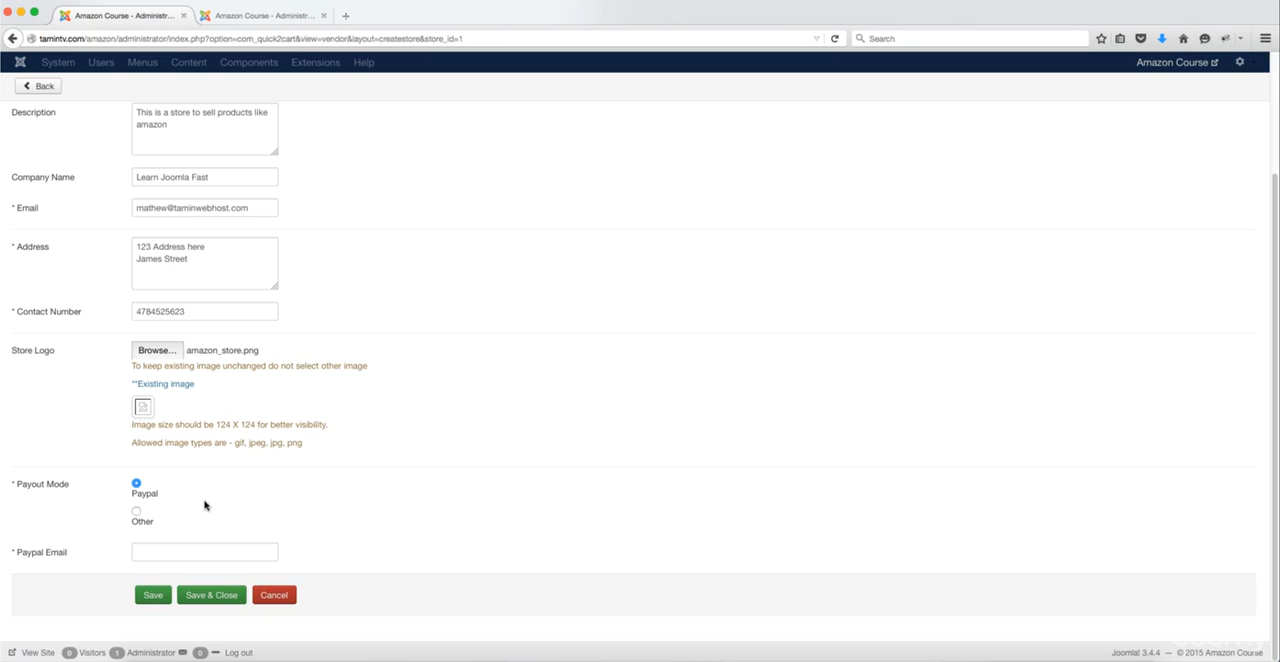 Amazon Course - Administr...
Amazon Course - Administr...
tamintv.com/amazon/administrator/index.php?option=com_quick2cart&view=vendor&layout=createstore&store_id=1
Search
System Users Menus Content Components Extensions Help
Amazon Course
Back
Description
This is a store to sell products like
amazon
Company Name
Learn Joomla Fast
* Email
mathew@taminwebhost.com
* Address
123 Address here
James Street
* Contact Number
4784525623
Store Logo
Browse... amazon_store.png
To keep existing image unchanged do not select other image
**Existing image
Image size should be 124 X 124 for better visibility.
Allowed image types are - gif, jpeg, jpg, png
* Payout Mode
Paypal
Other
* Paypal Email
Save Save & Close Cancel
View Site 0 Visitors 1 Administrator 0 Log out
Joomla! 3.4.4 — © 2015 Amazon Course